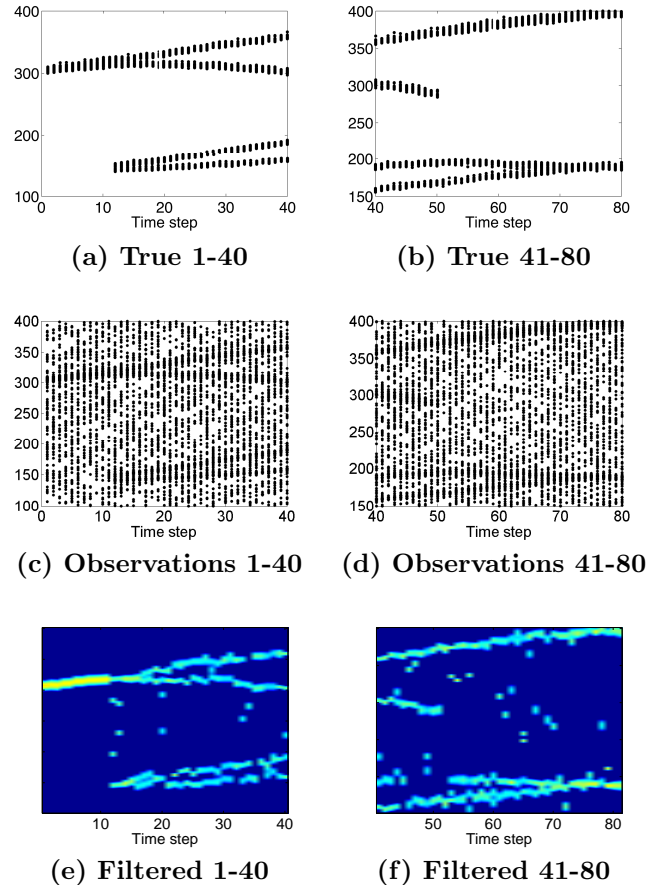 400
300
200
100
0 10 20 30 40
Time step
(a) True 1-40
400
350
300
250
200
150
40 50 60 70 80
Time step
(b) True 41-80
400
350
300
250
200
150
100
0 10 20 30 40
Time step
(c) Observations 1-40
400
350
300
250
200
150
40 50 60 70 80
Time step
(d) Observations 41-80
10 20 30 40
Time step
(e) Filtered 1-40
50 60 70 80
Time step
(f) Filtered 41-80